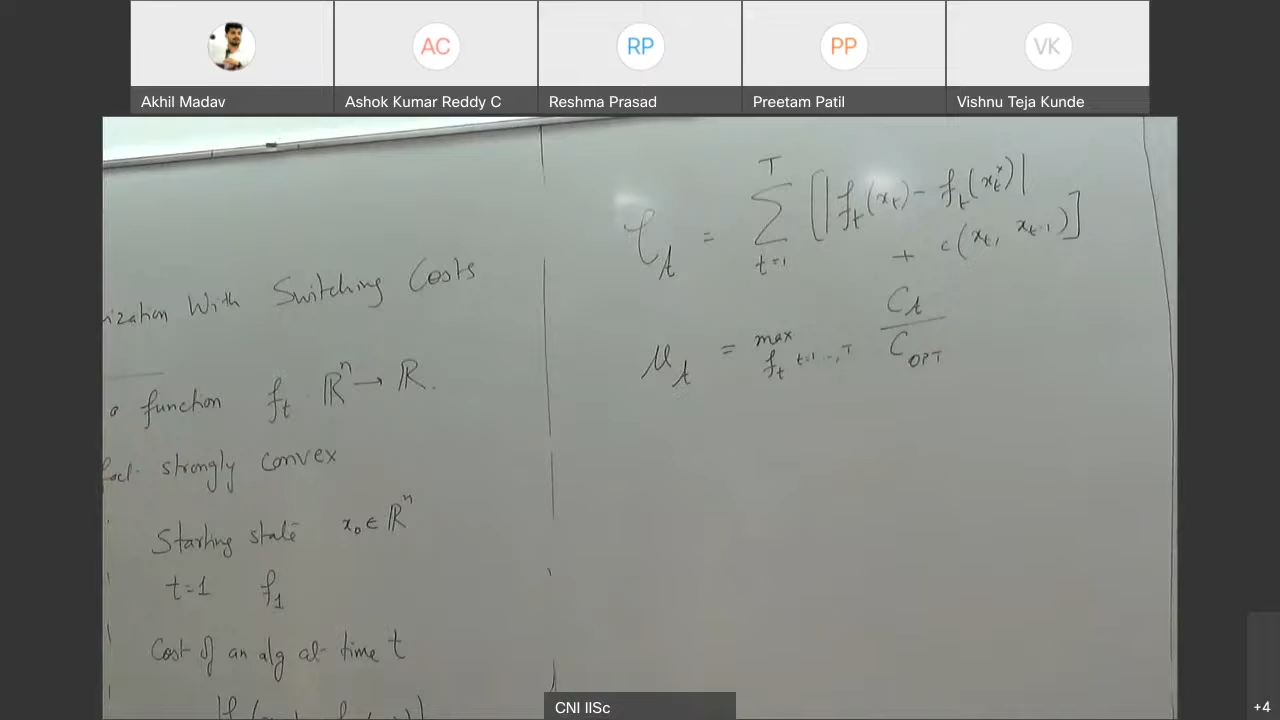 AC
RP
PP
VK
Akhil Madav
Ashok Kumar Reddy C
Reshma Prasad
Preetam Patil
Vishnu Teja Kunde
ization With Switching Costs
function f_t : ℝ^n → ℝ.
strongly convex
Starting state x_0 ∈ ℝ^n
t=1 f_1
Cost of an alg at time t
C_A = Σ_{t=1}^{T} [|f_t(x_t) - f_t(x_t^*)|
+ c(x_t, x_{t-1})]
μ_A = max_{f_t t=1..,T} C_A / C_OPT
CNI IISc
+4